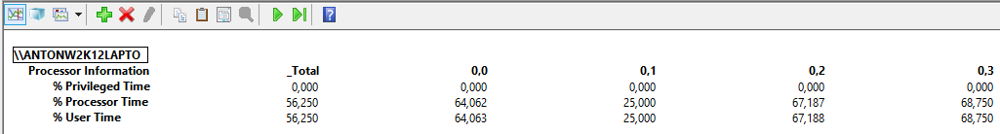 \\ANTONW2K12LAPTO
Processor Information _Total 0,0 0,1 0,2 0,3
% Privileged Time 0,000 0,000 0,000 0,000 0,000
% Processor Time 56,250 64,062 25,000 67,187 68,750
% User Time 56,250 64,063 25,000 67,188 68,750